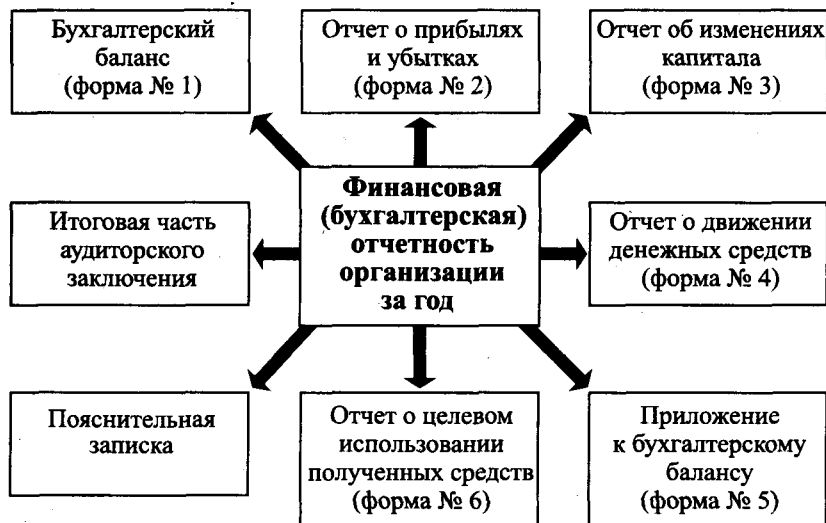 Бухгалтерский
баланс
(форма № 1)
Отчет о прибылях
и убытках
(форма № 2)
Отчет об изменениях
капитала
(форма № 3)
Финансовая
(бухгалтерская)
отчетность
организации
за год
Итоговая часть
аудиторского
заключения
Отчет о движении
денежных средств
(форма № 4)
Пояснительная
записка
Отчет о целевом
использовании
полученных средств
(форма № 6)
Приложение
к бухгалтерскому
балансу
(форма № 5)